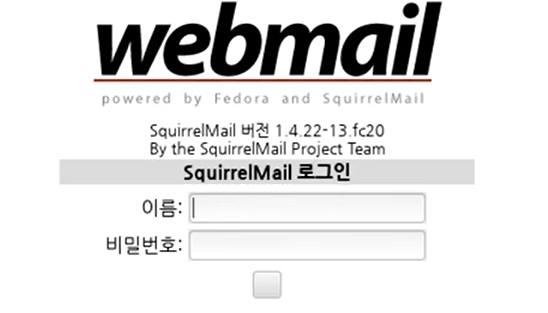 webmail
powered by Fedora and SquirrelMail
SquirrelMail 버전 1.4.22-13.fc20
By the SquirrelMail Project Team
SquirrelMail 로그인
이름:
비밀번호: